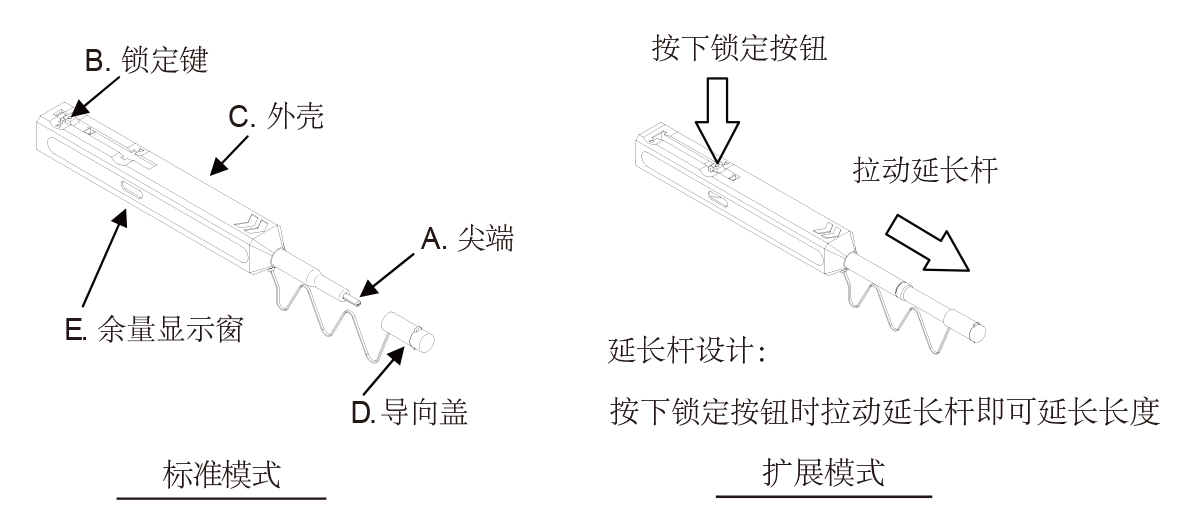 B. 锁定键
C. 外壳
A. 尖端
E. 余量显示窗
D. 导向盖
标准模式
按下锁定按钮
拉动延长杆
延长杆设计:
按下锁定按钮时拉动延长杆即可延长长度
扩展模式